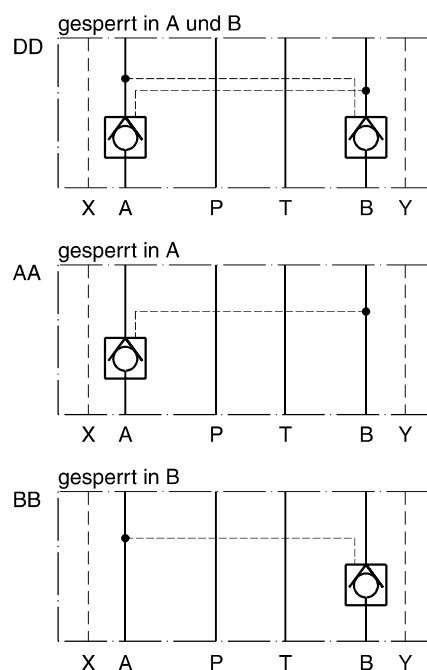 gesperrt in A und B
DD
X A P T B Y
gesperrt in A
AA
X A P T B Y
gesperrt in B
BB
X A P T B Y